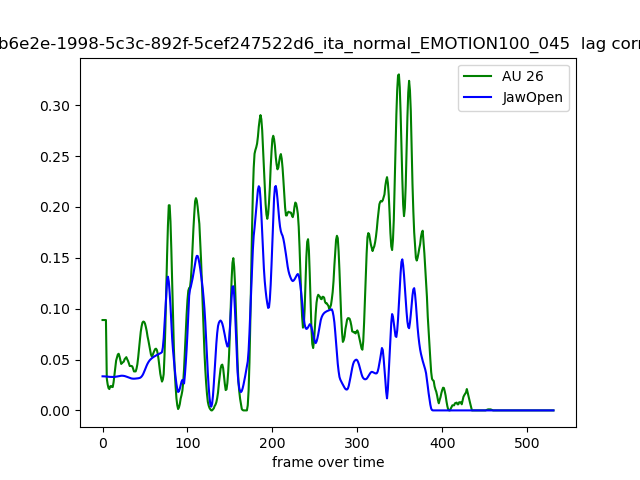 b6e2e-1998-5c3c-892f-5cef247522d6_ita_normal_EMOTION100_045 lag
AU 26
JawOpen
0.30
0.25
0.20
0.15
0.10
0.05
0.00
0 100 200 300 400 500
frame over time